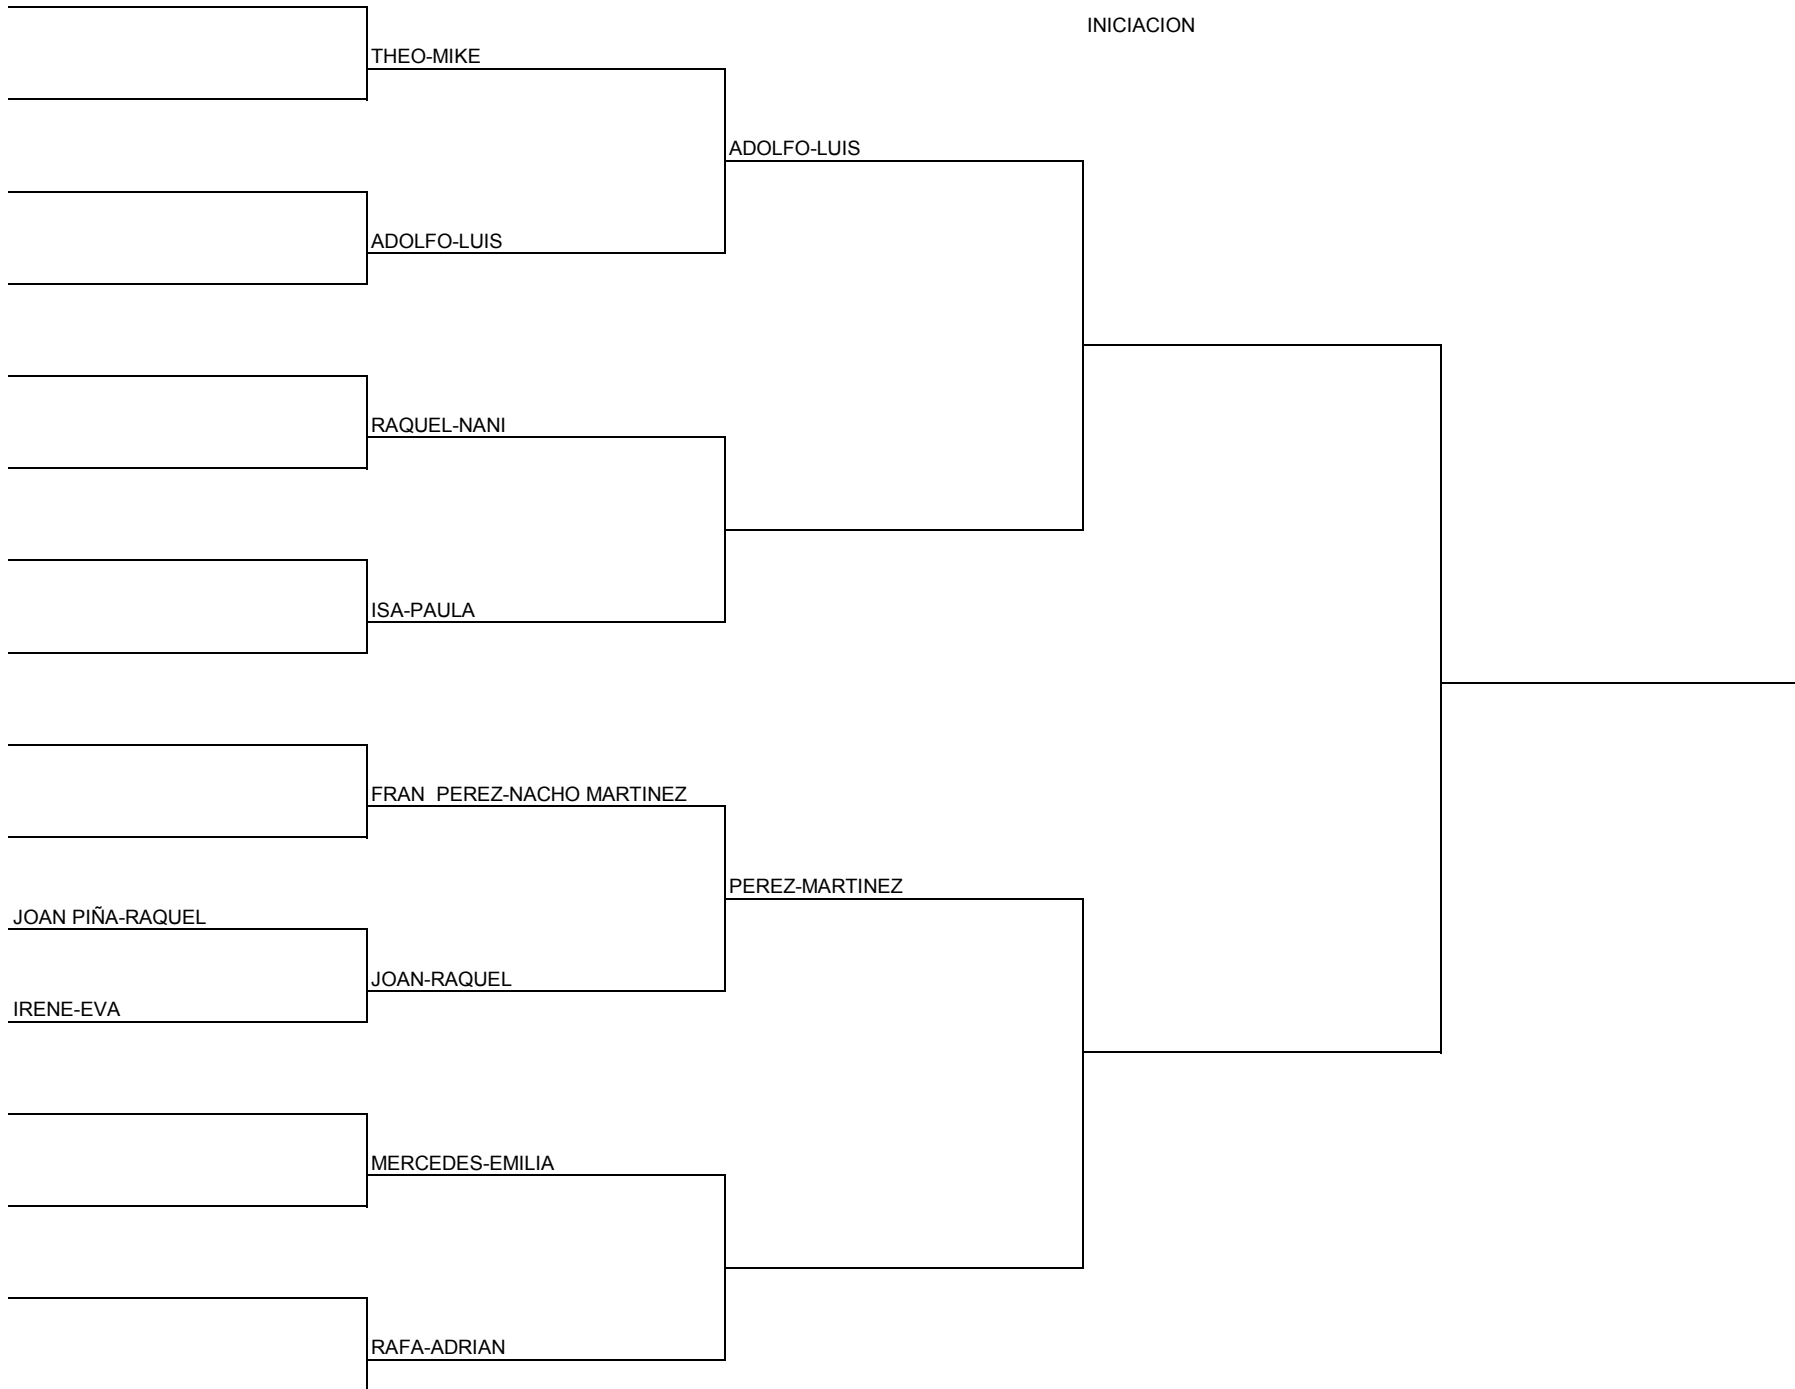 INICIACION
THEO-MIKE
ADOLFO-LUIS
ADOLFO-LUIS
RAQUEL-NANI
ISA-PAULA
FRAN  PEREZ-NACHO MARTINEZ
PEREZ-MARTINEZ
JOAN PIÑA-RAQUEL
JOAN-RAQUEL
IRENE-EVA
MERCEDES-EMILIA
RAFA-ADRIAN